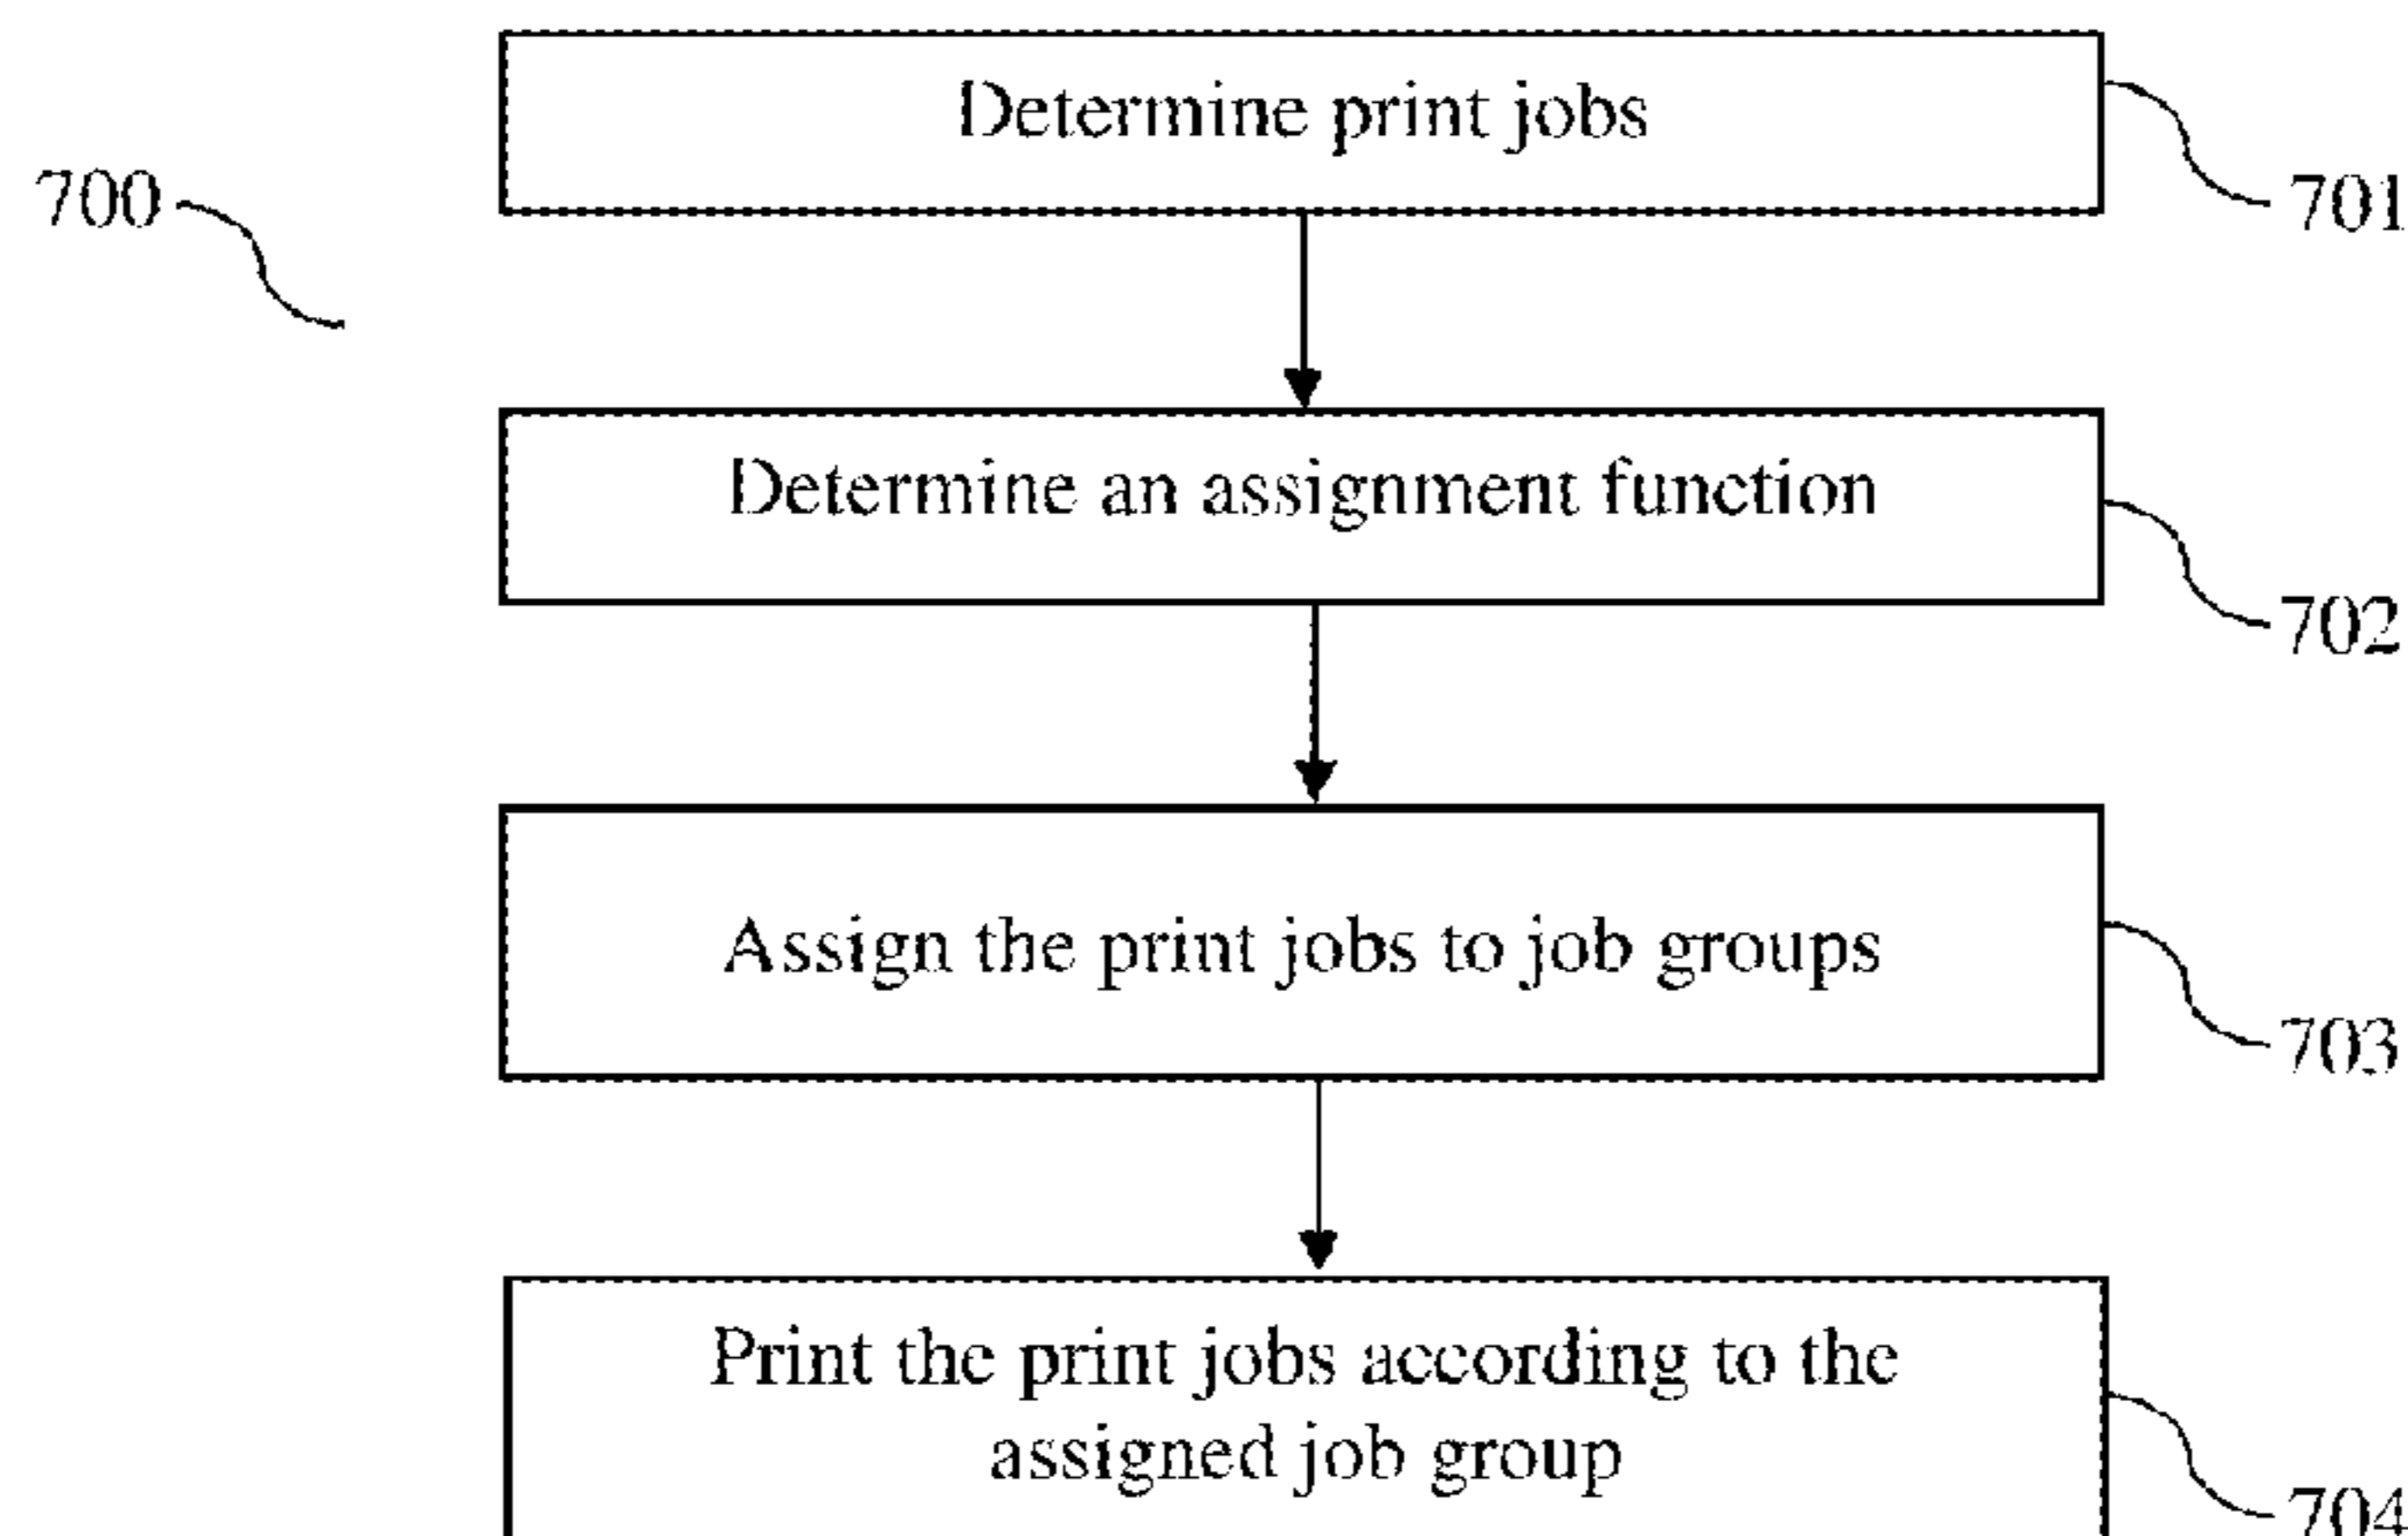 Determine print jobs
700
701
Determine an assignment function
702
Assign the print jobs to job groups
703
Print the print jobs according to the
assigned job group
704